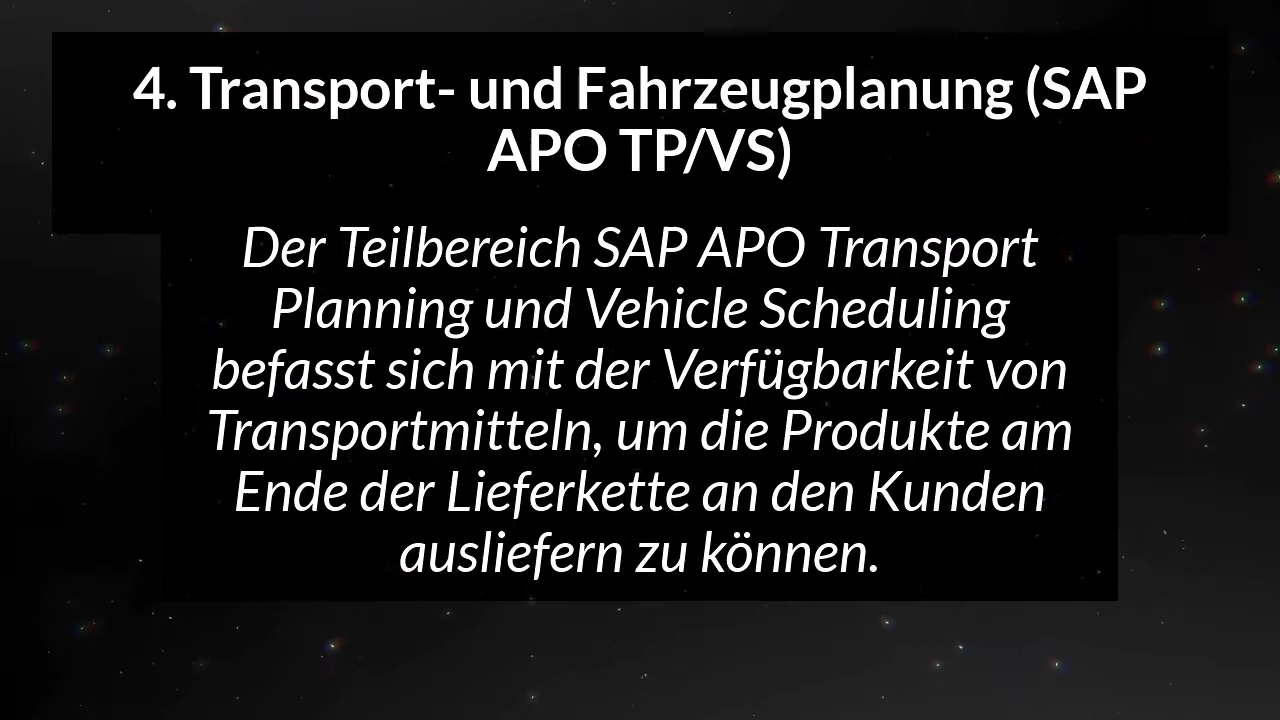 4. Transport- und Fahrzeugplanung (SAP
APO TP/VS)
Der Teilbereich SAP APO Transport
Planning und Vehicle Scheduling
befasst sich mit der Verfügbarkeit von
Transportmitteln, um die Produkte am
Ende der Lieferkette an den Kunden
ausliefern zu können.